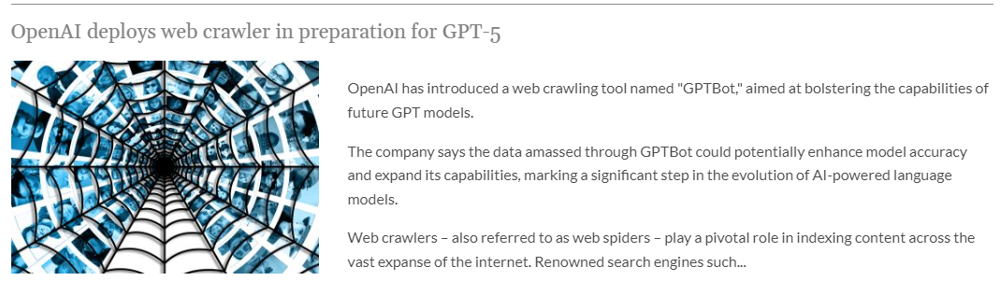 OpenAI deploys web crawler in preparation for GPT-5
OpenAI has introduced a web crawling tool named "GPTBot," aimed at bolstering the capabilities of
future GPT models.
The company says the data amassed through GPTBot could potentially enhance model accuracy
and expand its capabilities, marking a significant step in the evolution of AI-powered language
models.
Web crawlers – also referred to as web spiders – play a pivotal role in indexing content across the
vast expanse of the internet. Renowned search engines such...